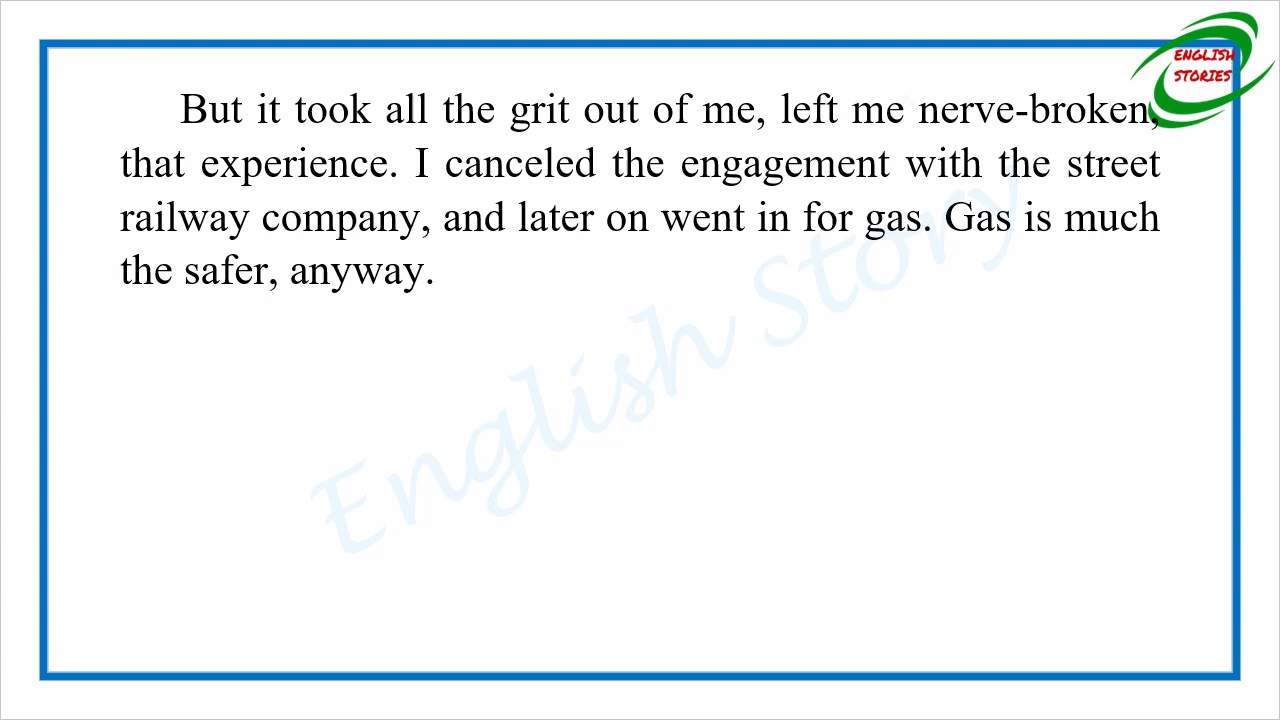 ENGLISH
STORIES
But it took all the grit out of me, left me nerve-broken,
that experience. I canceled the engagement with the street
railway company, and later on went in for gas. Gas is much
the safer, anyway.
English Story